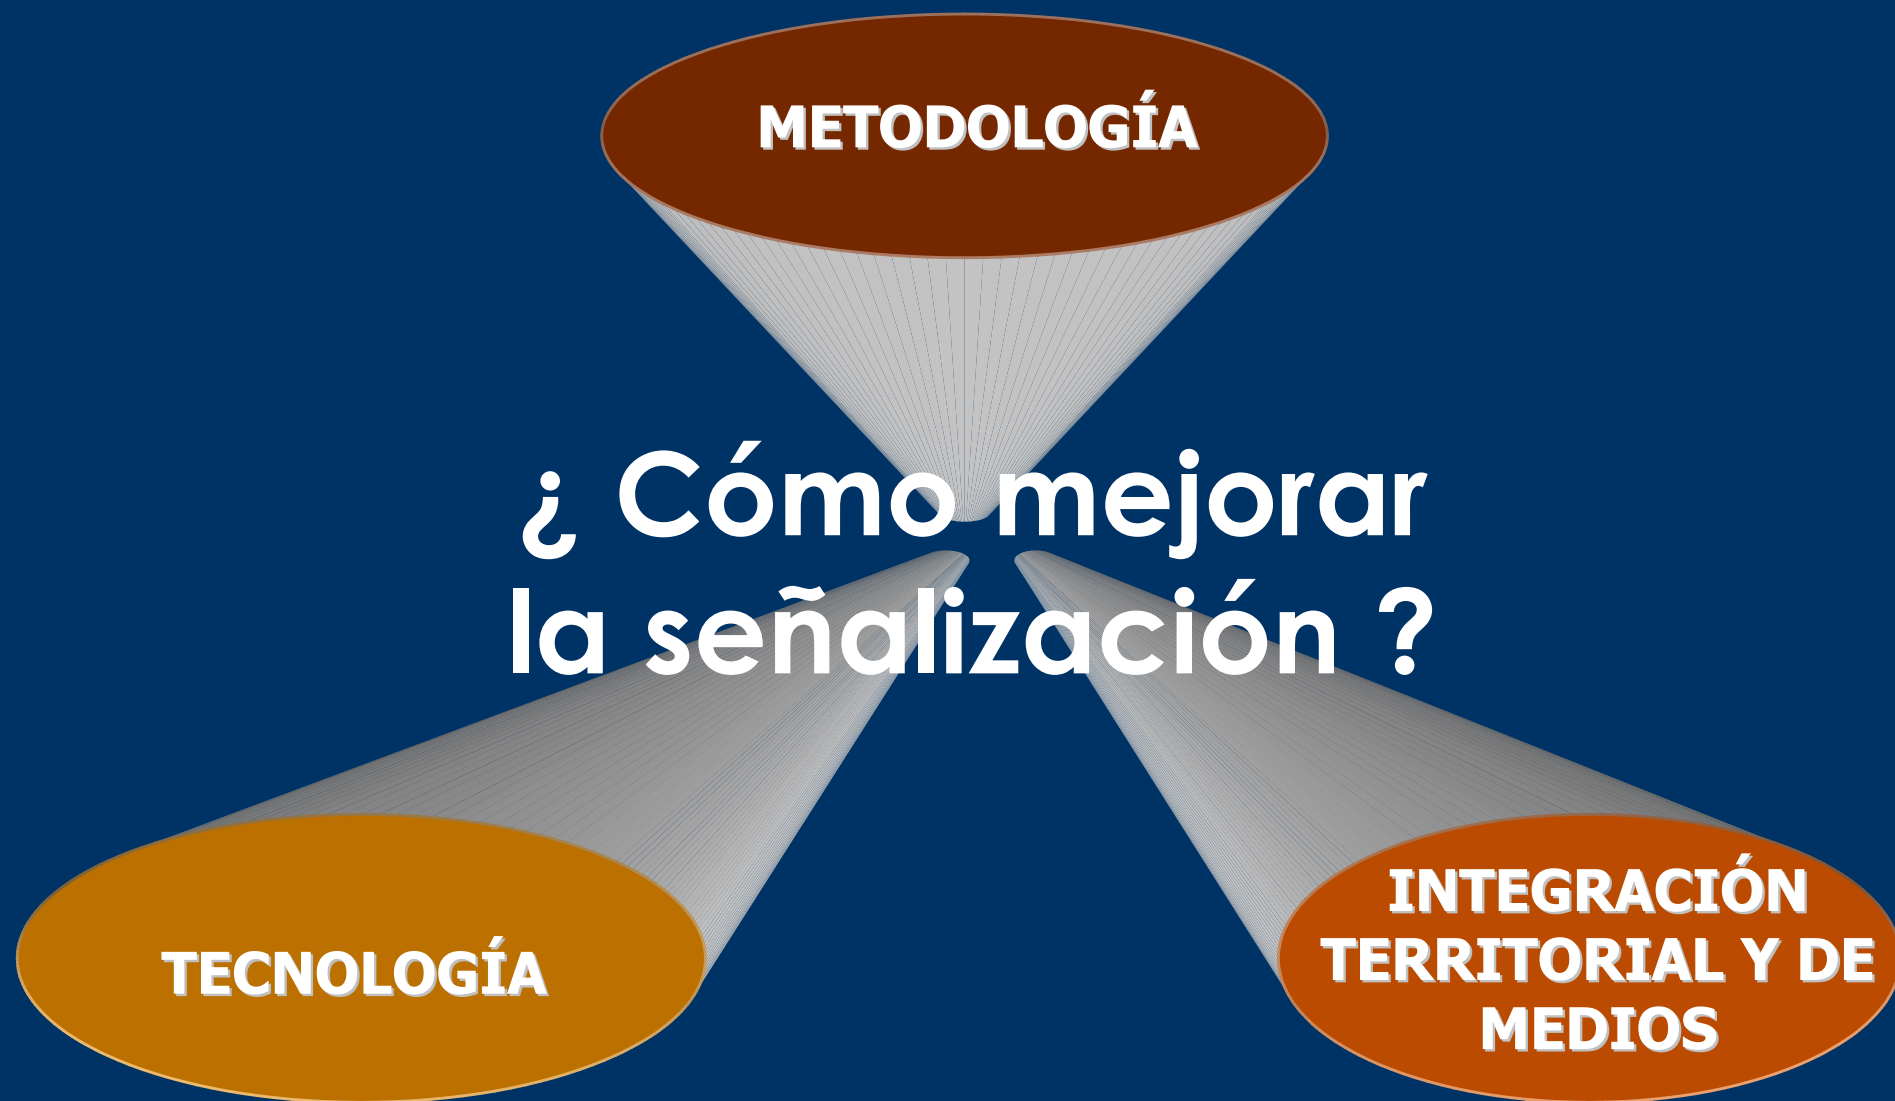 METODOLOGÍA
¿ Cómo mejorar
la señalización ?
TECNOLOGÍA
INTEGRACIÓN
TERRITORIAL Y DE
MEDIOS